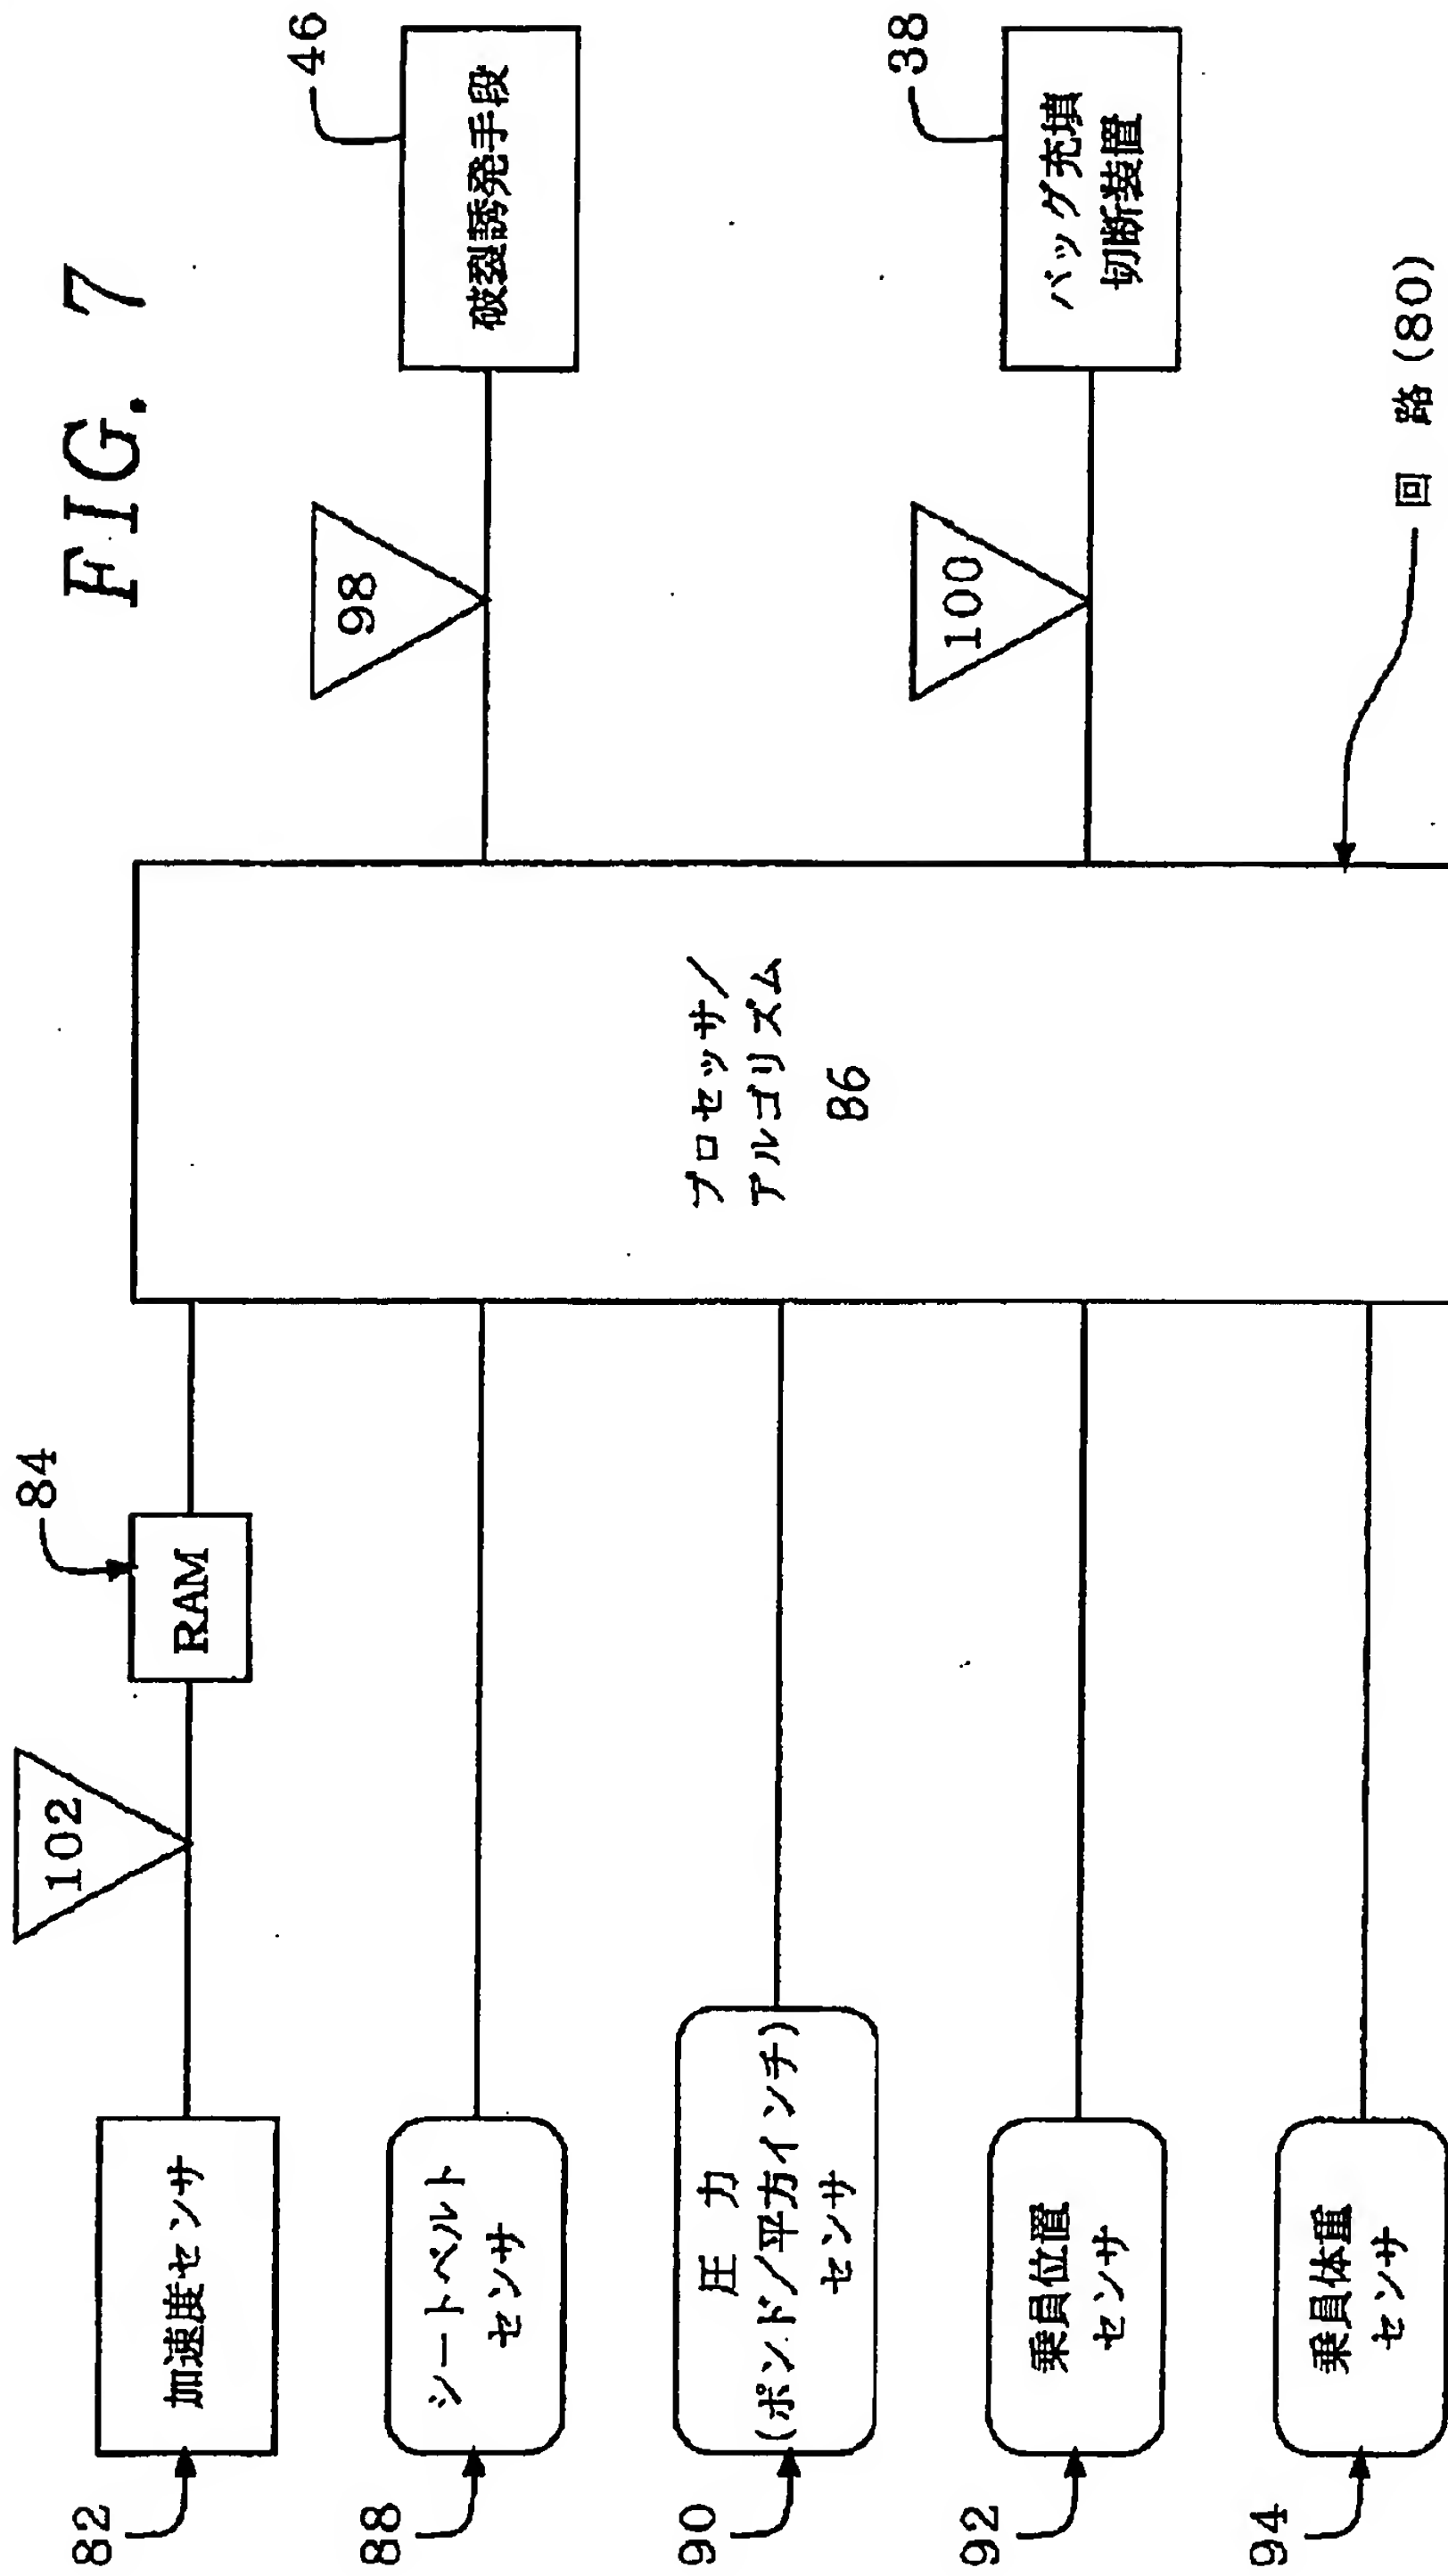 FIG. 7
102
84
RAM
82
加速度センサ
88
シートベルト
センサ
90
圧 力
(ポンド/平方インチ)
センサ
92
乗員位置
センサ
94
乗員体重
センサ
プロセッサ/
アルゴリズム
86
98
46
破裂誘発手段
100
38
バッグ充填
切断装置
回 路 (80)